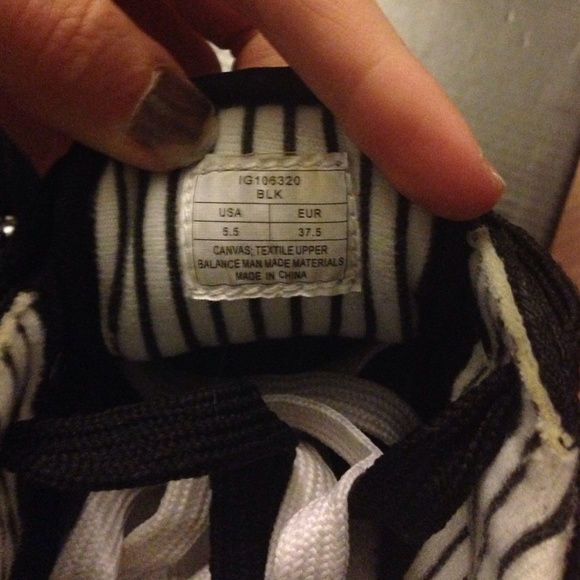 IG106320
BLK
USA EUR
5.5 37.5
CANVAS; TEXTILE UPPER
BALANCE MAN MADE MATERIALS
MADE IN CHINA